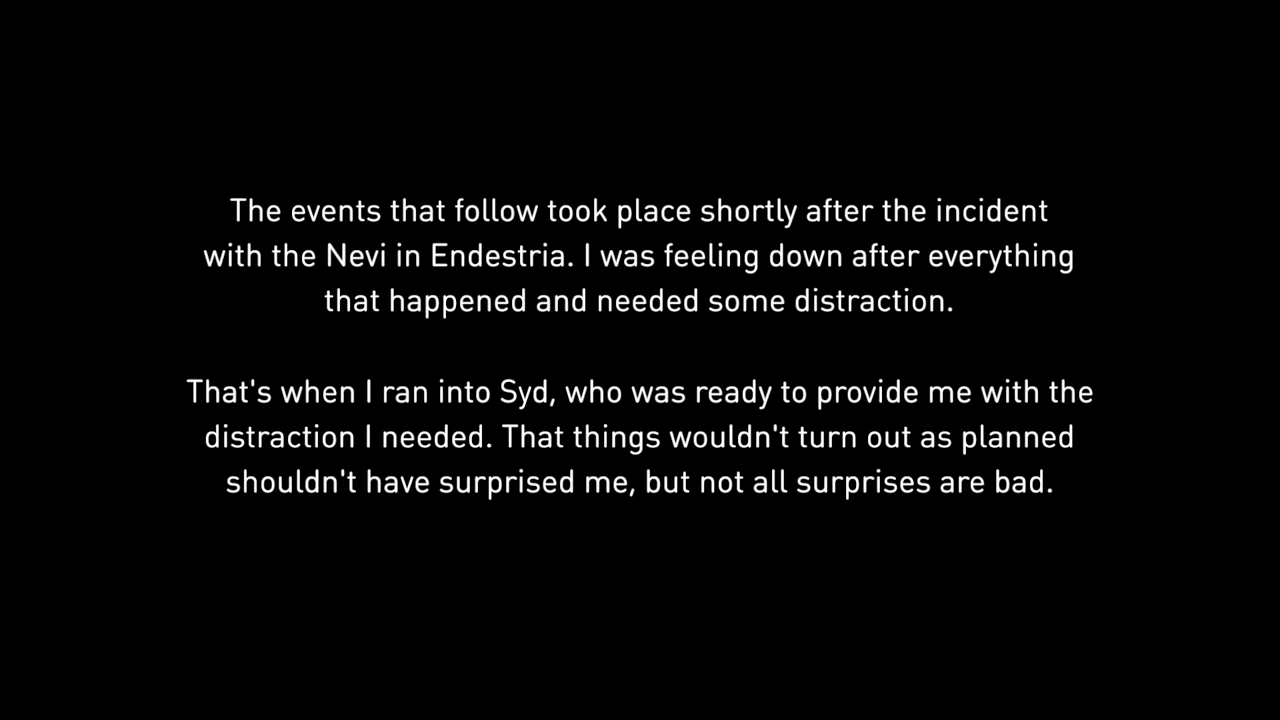 The events that follow took place shortly after the incident
with the Nevi in Endestria. I was feeling down after everything
that happened and needed some distraction.
That's when I ran into Syd, who was ready to provide me with the
distraction I needed. That things wouldn't turn out as planned
shouldn't have surprised me, but not all surprises are bad.